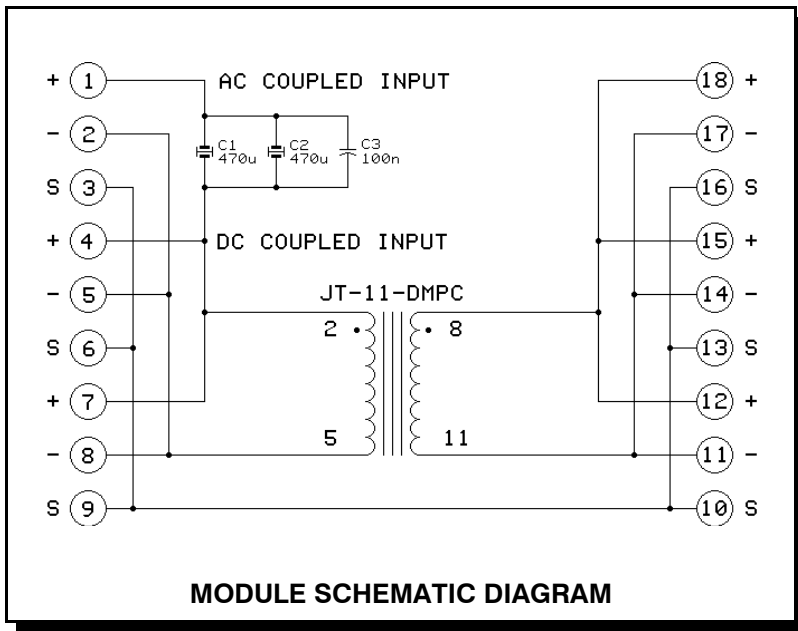 + 1 AC COUPLED INPUT 18 +
- 2 17 -
C1 470u C2 470u C3 100n
S 3 16 S
+ 4 DC COUPLED INPUT 15 +
- 5 14 -
JT-11-DMPC
2 8
S 6 13 S
+ 7 12 +
5 11
- 8 11 -
S 9 10 S
MODULE SCHEMATIC DIAGRAM